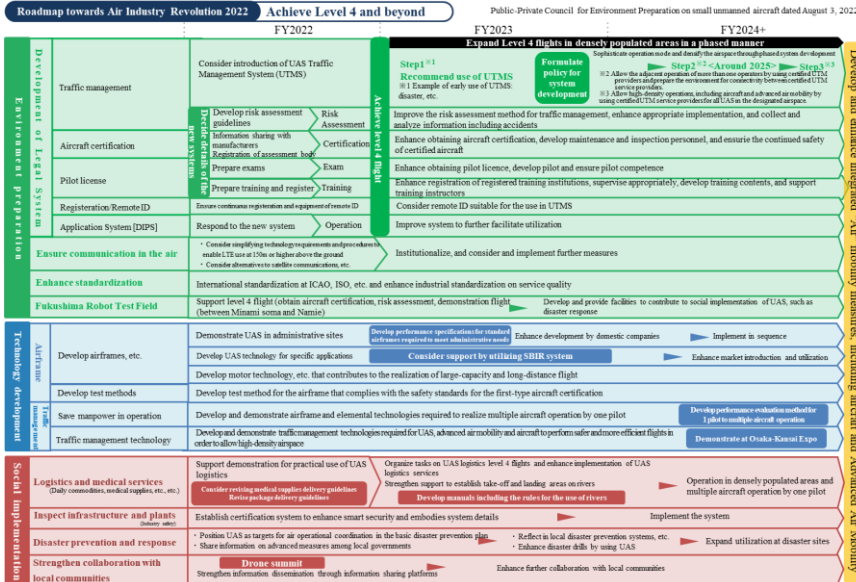 Roadmap towards Air Industry Revolution 2022
Achieve Level 4 and beyond
Public-Private Council for Environment Preparation on small unmanned aircraft dated August 3, 2022
FY2022
FY2023
FY2024+
Expand Level 4 flights in densely populated areas in a phased manner
Environment preparation
Development of Legal System
Traffic management
Consider introduction of UAS Traffic
Management System (UTMS)
Achieve level 4 flight
Step1※1
Recommend use of UTMS
※1 Example of early use of UTMS:
disaster, etc.
Formulate
policy for
system
development
Sophisticate operation mode and densify the airspace through phased system development
Step2※2 <Around 2025>
Step3※3
※2 Allow the adjacent operation of more than one operators by using certified UTM
providers and prepare the environment for connectivity between certified UTM
service providers.
※3 Allow high-density operations, including aircraft and advanced air mobility by
using certified UTM service providers for all UAS in the designated airspace.
Decide details of the
new systems
Develop risk assessment
guidelines
Risk
Assessment
Improve the risk assessment method for traffic management, enhance appropriate implementation, and collect and
analyze information including accidents
Aircraft certification
Information sharing with
manufacturers
Registration of assessment body
Certification
Enhance obtaining aircraft certification, develop maintenance and inspection personnel, and ensure the continued safety
of certified aircraft
Pilot license
Prepare exams
Exam
Enhance obtaining pilot licence, develop pilot and ensure pilot competence
Prepare training and register
Training
Enhance registration of registered training institutions, supervise appropriately, develop training contents, and support
training instructors
Registeration/Remote ID
Ensure continuous registration and equipment of remote ID
Consider remote ID suitable for the use in UTMS
Application System [DIPS]
Respond to the new system
Operation
Improve system to further facilitate utilization
Ensure communication in the air
• Consider simplifying technology requirements and procedures to
enable LTE use at 150m or higher above the ground
• Consider alternatives to satellite communications, etc.
Institutionalize, and consider and implement further measures
Enhance standardization
International standardization at ICAO, ISO, etc. and enhance industrial standardization on service quality
Fukushima Robot Test Field
Support level 4 flight (obtain aircraft certification, risk assessment, demonstration flight
(between Minami soma and Namie)
Develop and provide facilities to contribute to social implementation of UAS, such as
disaster response
Technology development
Airframe
Develop airframes, etc.
Demonstrate UAS in administrative sites
Develop performance specifications for standard
airframes required to meet administrative needs
Enhance development by domestic companies
Implement in sequence
Develop UAS technology for specific applications
Consider support by utilizing SBIR system
Enhance market introduction and utilization
Develop motor technology, etc. that contributes to the realization of large-capacity and long-distance flight
Develop test methods
Develop test method for the airframe that complies with the safety standards for the first-type aircraft certification
Traffic
management
Save manpower in operation
Develop and demonstrate airframe and elemental technologies required to realize multiple aircraft operation by one pilot
Develop performance evaluation method for
1 pilot to multiple aircraft operation
Traffic management technology
Develop and demonstrate traffic management technologies required for UAS, advanced air mobility and aircraft to perform safer and more efficient flights in
order to allow high-density airspace
Demonstrate at Osaka-Kansai Expo
Social implementation
Logistics and medical services
(Daily commodities, medical supplies, etc., etc.)
Support demonstration for practical use of UAS
logistics
Consider revising medical supplies delivery guidelines
Revise package delivery guidelines
Organize tasks on UAS logistics level 4 flights and enhance implementation of UAS
logistics services
Strengthen support to establish take-off and landing areas on rivers
Develop manuals including the rules for the use of rivers
Operation in densely populated areas and
multiple aircraft operation by one pilot
Inspect infrastructure and plants
(Industry safety)
Establish certification system to enhance smart security and embodies system details
Implement the system
Disaster prevention and response
• Position UAS as targets for air operational coordination in the basic disaster prevention plan
• Share information on advanced measures among local governments
• Reflect in local disaster prevention systems, etc.
• Enhance disaster drills by using UAS
Expand utilization at disaster sites
Strengthen collaboration with
local communities
Drone summit
Strengthen information dissemination through information sharing platforms
Enhance further collaboration with local communities
Develop and enhance integrated Air mobility measures, including aircraft and Advanced Air Mobility